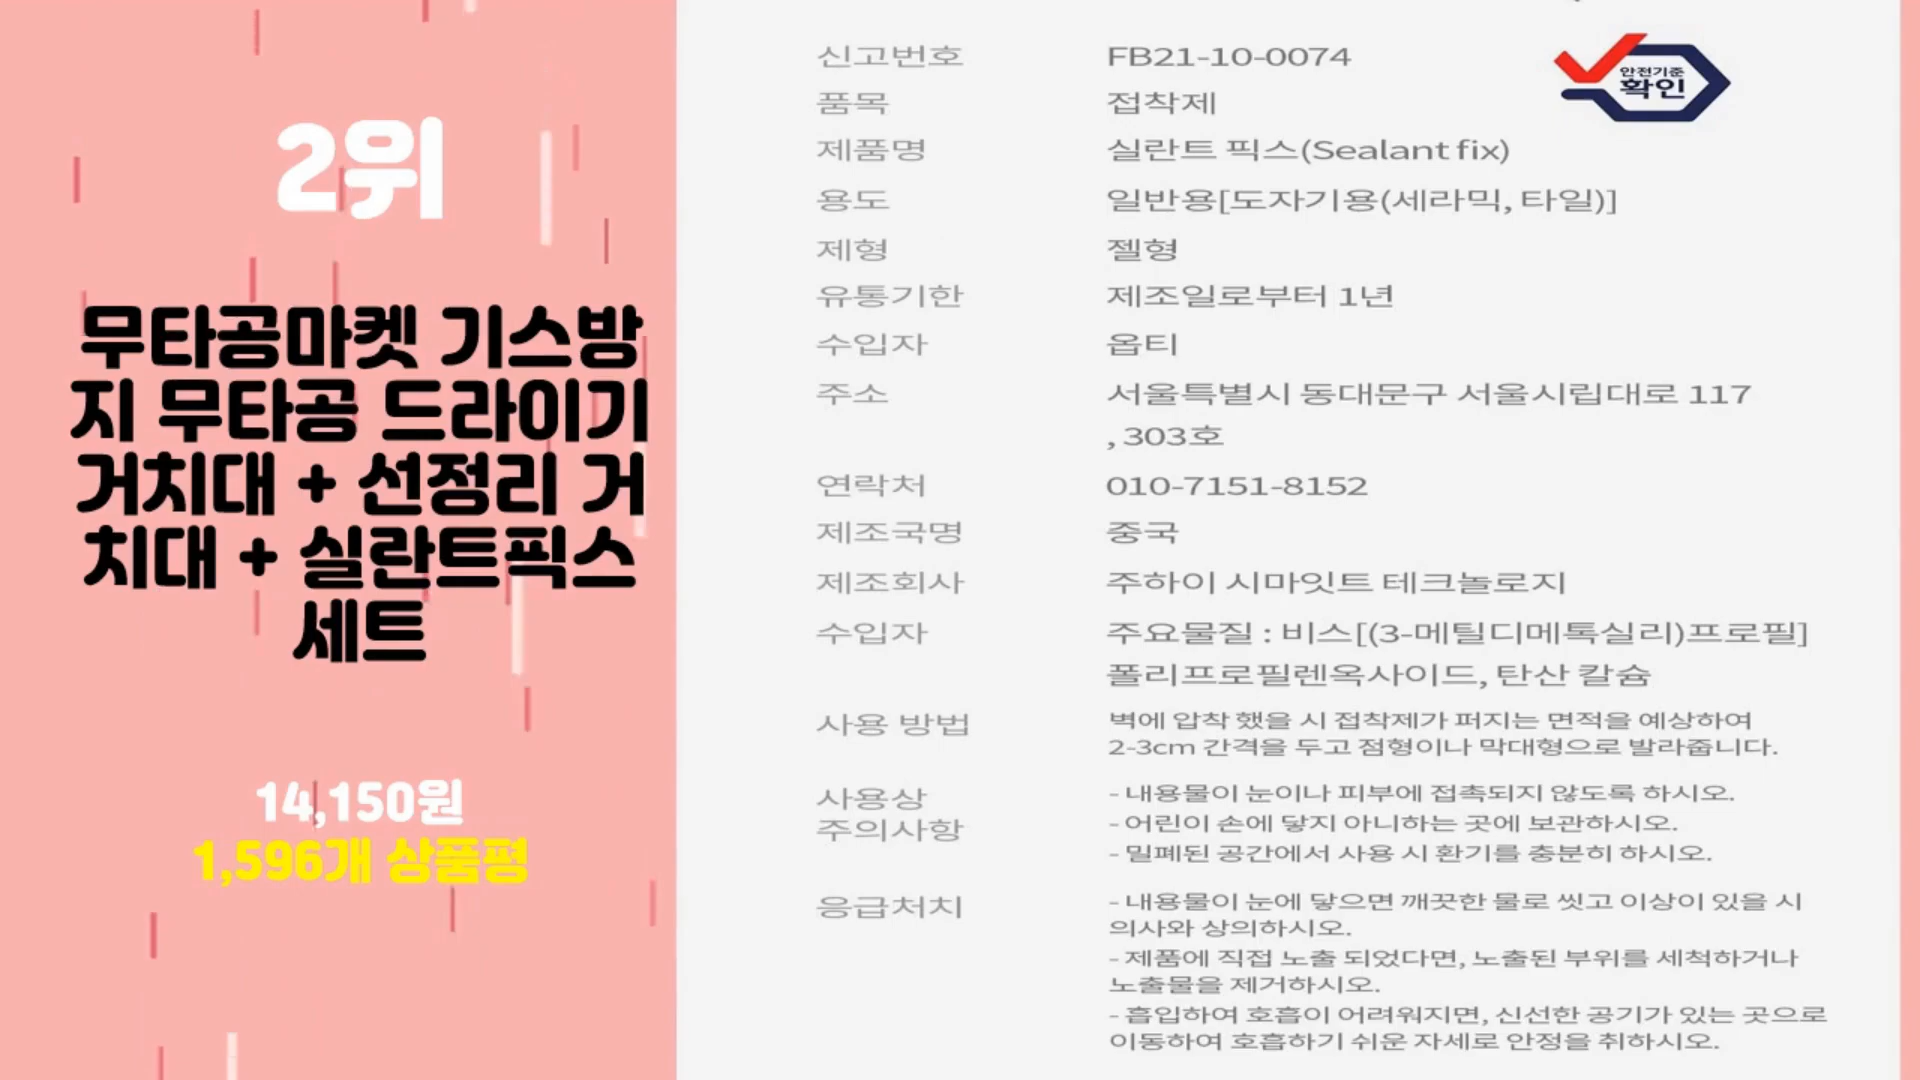 2위
무타공마켓 기스방
지 무타공 드라이기
거치대 + 선정리 거
치대 + 실란트픽스
세트
14,150원
1,596개 상품평
신고번호 FB21-10-0074
안전기준
확인
품목 접착제
제품명 실란트 픽스(Sealant fix)
용도 일반용[도자기용(세라믹, 타일)]
제형 젤형
유통기한 제조일로부터 1년
수입자 옵티
주소 서울특별시 동대문구 서울시립대로 117
, 303호
연락처 010-7151-8152
제조국명 중국
제조회사 주하이 시마잇트 테크놀로지
수입자 주요물질 : 비스[(3-메틸디메톡실리)프로필]
폴리프로필렌옥사이드, 탄산 칼슘
사용 방법 벽에 압착 했을 시 접착제가 퍼지는 면적을 예상하여
2-3cm 간격을 두고 점형이나 막대형으로 발라줍니다.
사용상
주의사항
- 내용물이 눈이나 피부에 접촉되지 않도록 하시오.
- 어린이 손에 닿지 아니하는 곳에 보관하시오.
- 밀폐된 공간에서 사용 시 환기를 충분히 하시오.
응급처치 - 내용물이 눈에 닿으면 깨끗한 물로 씻고 이상이 있을 시
의사와 상의하시오.
- 제품에 직접 노출 되었다면, 노출된 부위를 세척하거나
노출물을 제거하시오.
- 흡입하여 호흡이 어려워지면, 신선한 공기가 있는 곳으로
이동하여 호흡하기 쉬운 자세로 안정을 취하시오.